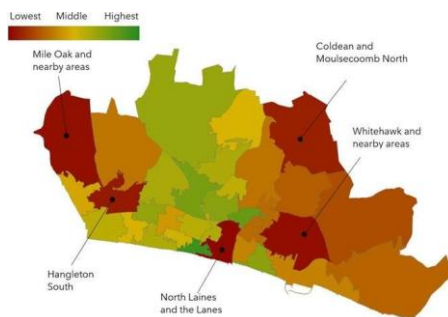 Lowest Middle Highest
Mile Oak and
nearby areas
Coldean and
Moulsecoomb North
Whitehawk and
nearby areas
Hangleton
South
North Laines
and the Lanes